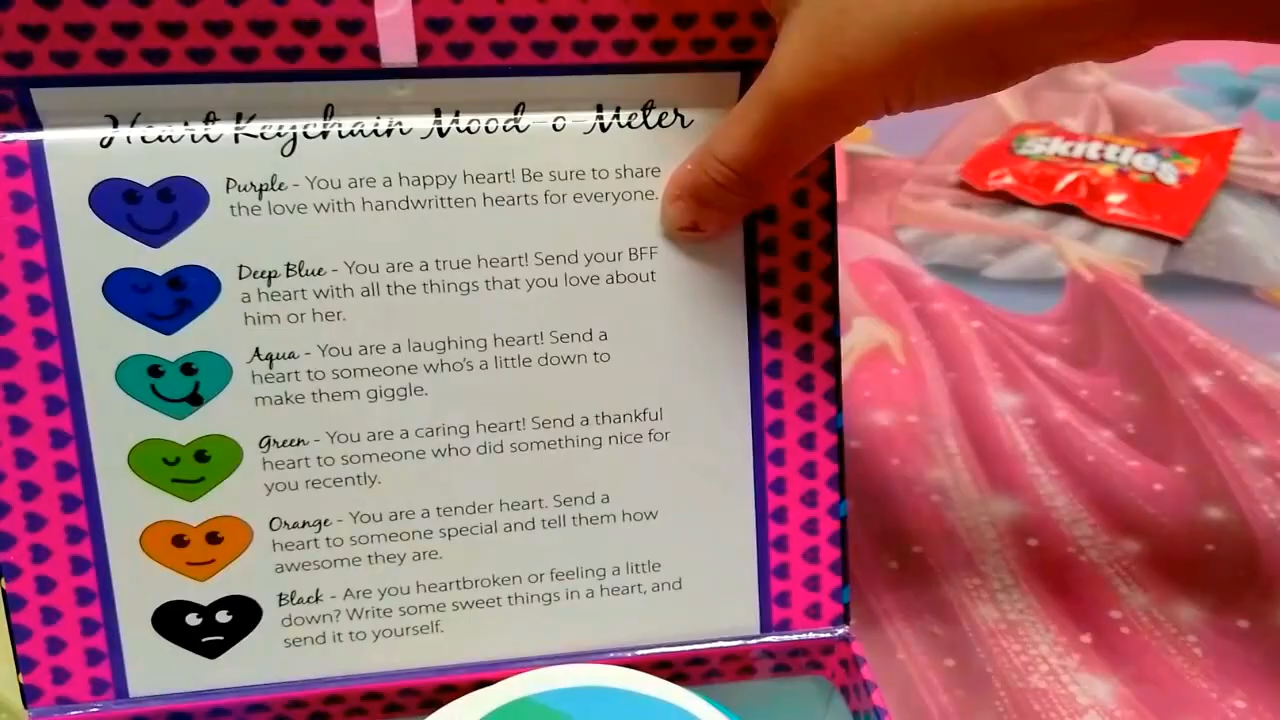 Heart Keychain Mood-o-Meter
Purple - You are a happy heart! Be sure to share
the love with handwritten hearts for everyone.
Deep Blue - You are a true heart! Send your BFF
a heart with all the things that you love about
him or her.
Aqua - You are a laughing heart! Send a
heart to someone who's a little down to
make them giggle.
Green - You are a caring heart! Send a thankful
heart to someone who did something nice for
you recently.
Orange - You are a tender heart. Send a
heart to someone special and tell them how
awesome they are.
Black - Are you heartbroken or feeling a little
down? Write some sweet things in a heart, and
send it to yourself.
Skittles